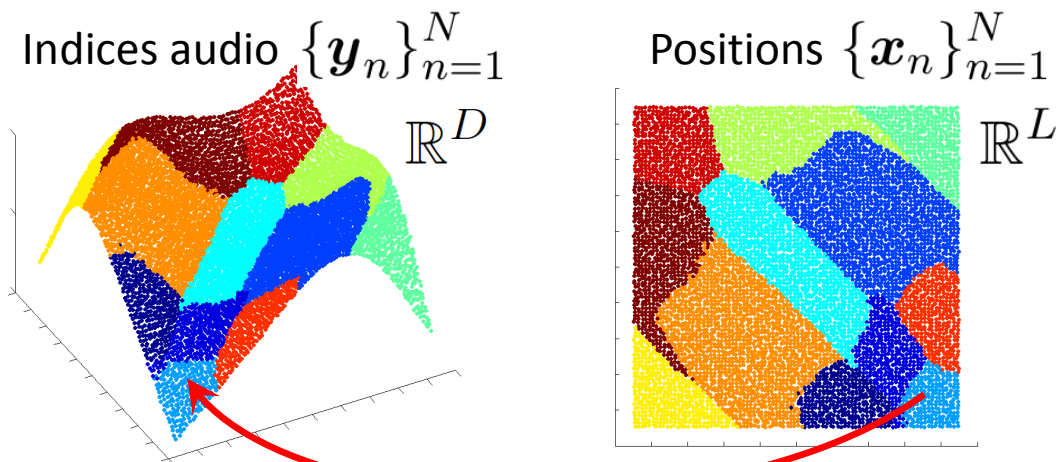 Indices audio {y_n}_{n=1}^N
ℝ^D
Positions {x_n}_{n=1}^N
ℝ^L